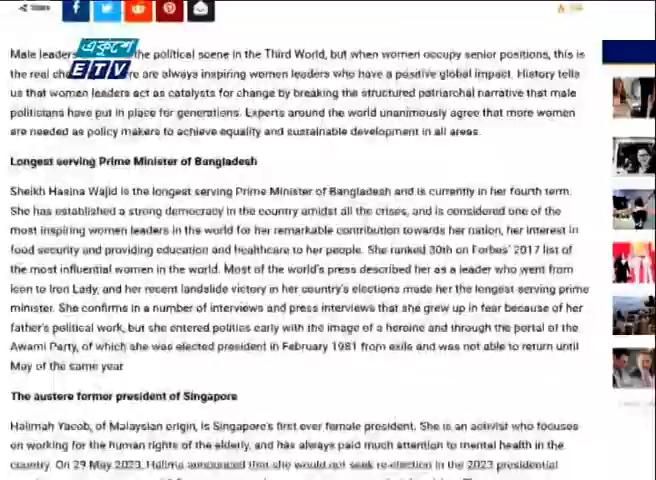 Share
একুশে
ETV
Male leaders the political scene in the Third World, but when women occupy senior positions, this is
the real re are always inspiring women leaders who have a positive global impact. History tells
us that women leaders act as catalysts for change by breaking the structured patriarchal narrative that male
politicians have put in place for generations. Experts around the world unanimously agree that more women
are needed as policy makers to achieve equality and sustainable development in all areas.
Longest serving Prime Minister of Bangladesh
Sheikh Hasina Wajid is the longest serving Prime Minister of Bangladesh and is currently in her fourth term.
She has established a strong democracy in the country amidst all the crises, and is considered one of the
most inspiring women leaders in the world for her remarkable contribution towards her nation, her interest in
food security and providing education and healthcare to her people. She ranked 30th on Forbes' 2017 list of
the most influential women in the world. Most of the world's press described her as a leader who went from
icon to Iron Lady, and her recent landslide victory in her country's elections made her the longest serving prime
minister. She confirms in a number of interviews and press interviews that she grew up in fear because of her
father's political work, but she entered politics early with the image of a heroine and through the portal of the
Awami Party, of which she was elected president in February 1981 from exile and was not able to return until
May of the same year
The austere former president of Singapore
Halimah Yacob, of Malaysian origin, is Singapore's first ever female president. She is an activist who focuses
on working for the human rights of the elderly, and has always paid much attention to mental health in the
country. On 29 May 2023, Halima announced that she would not seek re-election in the 2023 presidential